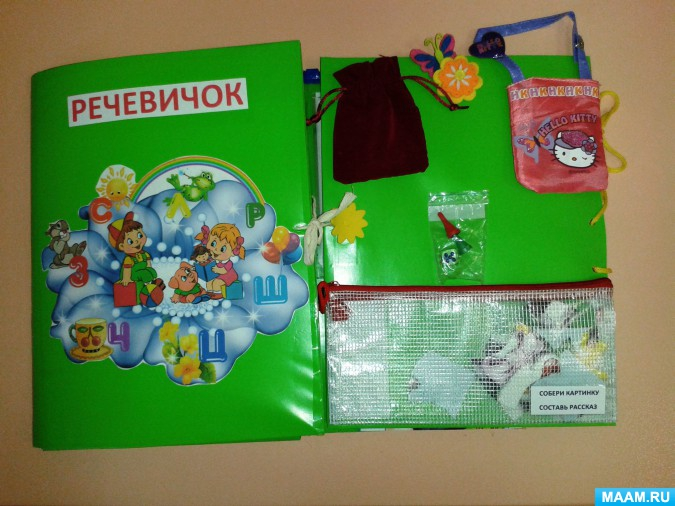 РЕЧЕВИЧОК
С Л Р
З Ш
Ч Ц
HELLO KITTY
СОБЕРИ КАРТИНКУ
СОСТАВЬ РАССКАЗ
MAAM.RU